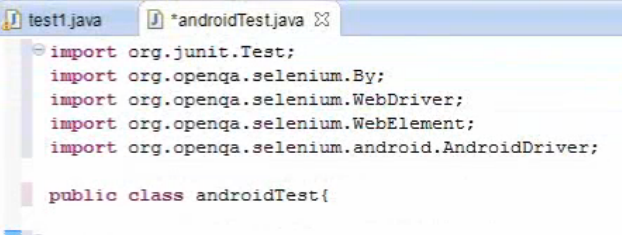 test1.java *androidTest.java
import org.junit.Test;
import org.openqa.selenium.By;
import org.openqa.selenium.WebDriver;
import org.openqa.selenium.WebElement;
import org.openqa.selenium.android.AndroidDriver;
public class androidTest{